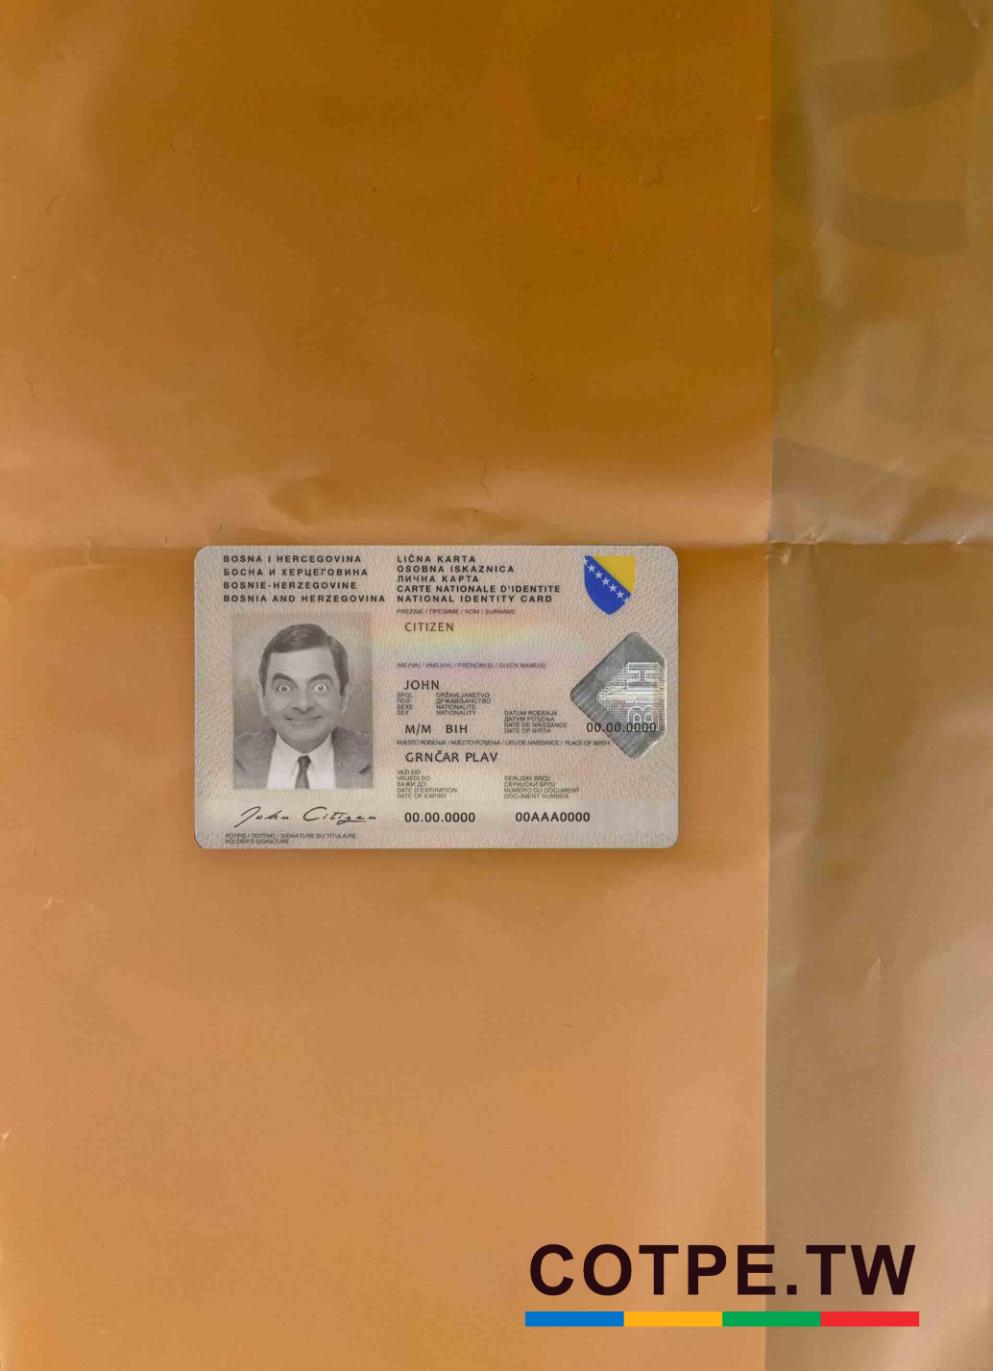 BOSNA I HERCEGOVINA
БОСНА И ХЕРЦЕГОВИНА
BOSNIE-HERZEGOVINE
BOSNIA AND HERZEGOVINA
LIČNA KARTA
OSOBNA ISKAZNICA
ЛИЧНА КАРТА
CARTE NATIONALE D'IDENTITE
NATIONAL IDENTITY CARD
PREZIME / ПРЕЗИМЕ / NOM / SURNAME
CITIZEN
IME(NA) / ИМЕ(НА) / PRÉNOM(S) / GIVEN NAME(S)
JOHN
SPOL
ПОЛ
SEXE
SEX
DRŽAVLJANSTVO
ДРЖАВЉАНСТВО
NATIONALITE
NATIONALITY
M/M BIH
DATUM ROĐENJA
ДАТУМ РОЂЕЊА
DATE DE NAISSANCE
DATE OF BIRTH
00.00.0000
BIH
MJESTO ROĐENJA / МЈЕСТО РОЂЕЊА / LIEU DE NAISSANCE / PLACE OF BIRTH
GRNČAR PLAV
VAŽI DO
VRIJEDI DO
ВАЖИ ДО
DATE D'EXPIRATION
DATE OF EXPIRY
00.00.0000
SERIJSKI BROJ
СЕРИЈСКИ БРОЈ
NUMERO DU DOCUMENT
DOCUMENT NUMBER
00AAA0000
John Citizen
POTPIS / ПОТПИС / SIGNATURE DU TITULAIRE
HOLDER'S SIGNATURE
COTPE.TW